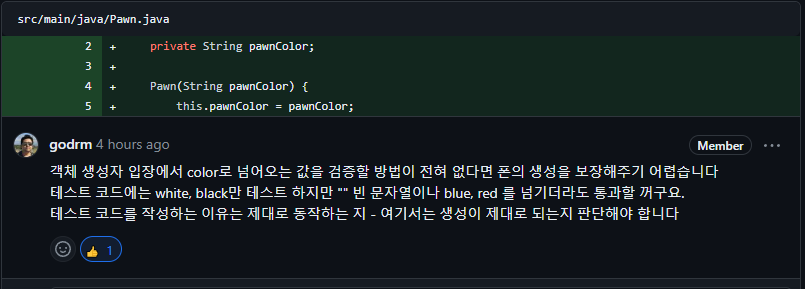 src/main/java/Pawn.java
2 + private String pawnColor;
3 +
4 + Pawn(String pawnColor) {
5 + this.pawnColor = pawnColor;
godrm 4 hours ago Member ...
객체 생성자 입장에서 color로 넘어오는 값을 검증할 방법이 전혀 없다면 폰의 생성을 보장해주기 어렵습니다
테스트 코드에는 white, black만 테스트 하지만 "" 빈 문자열이나 blue, red 를 넘기더라도 통과할 꺼구요.
테스트 코드를 작성하는 이유는 제대로 동작하는 지 - 여기서는 생성이 제대로 되는지 판단해야 합니다
👍 1